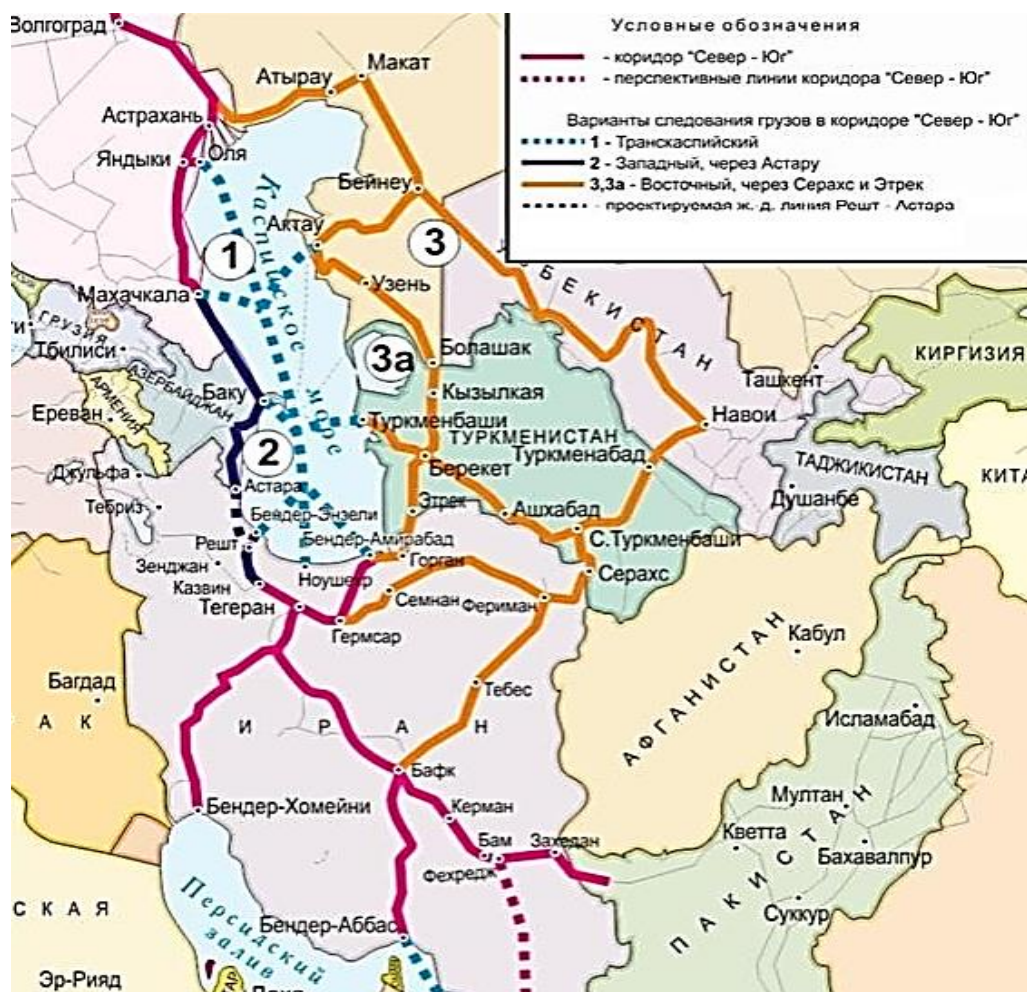 Волгоград
Условные обозначения
- коридор "Север - Юг"
- перспективные линии коридора "Север - Юг"
Варианты следования грузов в коридоре "Север - Юг"
1 - Транскаспийский
2 - Западный, через Астару
3,3а - Восточный, через Серахс и Этрек
- проектируемая ж.-д. линия Решт - Астара
Атырау
Макат
Астрахань
Яндыки
Оля
Бейнеу
Каспийское море
Актау
1
3
УЗБЕКИСТАН
Узень
Махачкала
ГРУЗИЯ
ти
Тбилиси
3а
Болашак
КИРГИЗИЯ
Ташкент
АЗЕРБАЙДЖАН
АРМЕНИЯ
Баку
Кызылкая
Ереван
Туркменбаши
Навои
ТУРКМЕНИСТАН
Туркменабад
2
Берекет
Джульфа
ТАДЖИКИСТАН
КИТА
Астара
Душанбе
Тебриз
Этрек
Бендер-Энзели
Ашхабад
С.Туркменбаши
Решт
Бендер-Амирабад
Горган
Зенджан
Ноушехр
Серахс
Казвин
Семнан
Фериман
Тегеран
Гермсар
Кабул
АФГАНИСТАН
Багдад
Тебес
АК
ИРАН
Исламабад
Бафк
Мултан
Бендер-Хомейни
Керман
Кветта
Бам
Захедан
Фехредж
Бахавалпур
ПАКИСТАН
Персидский залив
СКАЯ
Суккур
Бендер-Аббас
Эр-Рияд